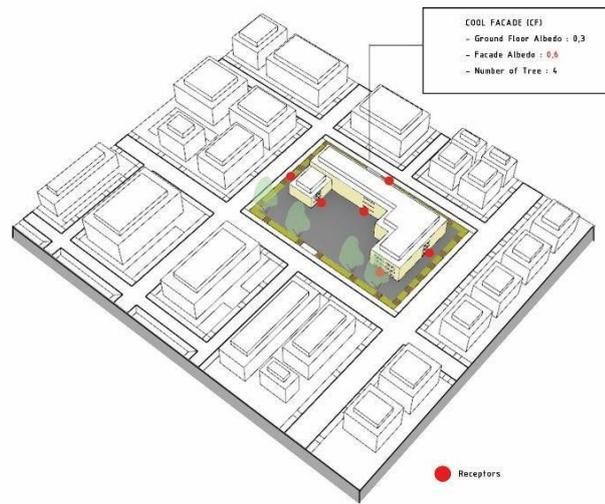 COOL FACADE (CF)
- Ground Floor Albedo : 0,3
- Facade Albedo : 0,6
- Number of Tree : 4
Receptors